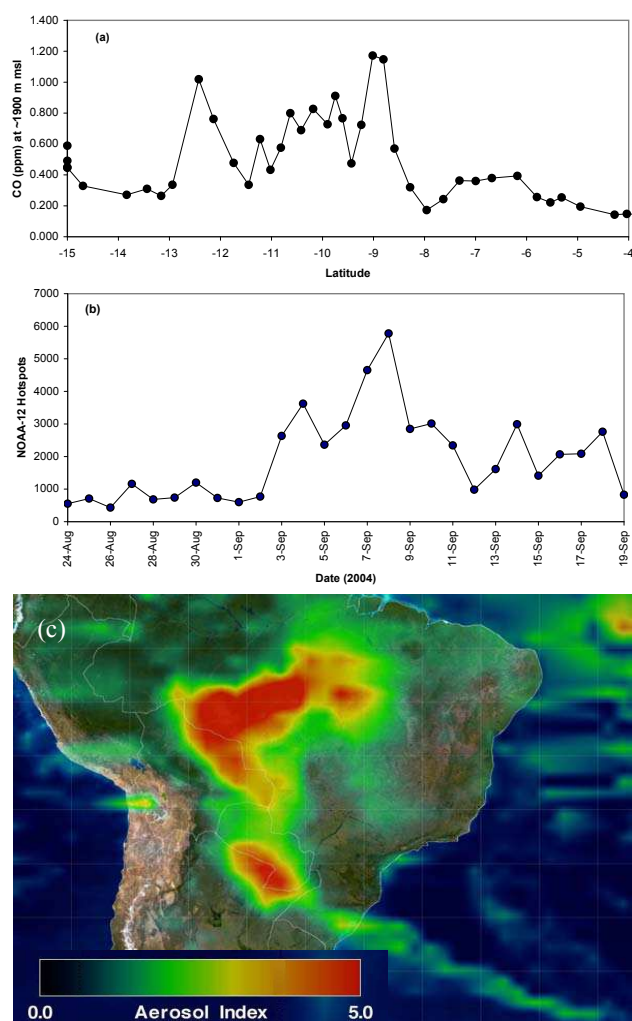 (a)
1.400
1.200
1.000
0.800
0.600
0.400
0.200
0.000
CO (ppm) at ~1900 m msl
-15 -14 -13 -12 -11 -10 -9 -8 -7 -6 -5 -4
Latitude
(b)
7000
6000
5000
4000
3000
2000
1000
0
NOAA-12 Hotspots
24-Aug 26-Aug 28-Aug 30-Aug 1-Sep 3-Sep 5-Sep 7-Sep 9-Sep 11-Sep 13-Sep 15-Sep 17-Sep 19-Sep
Date (2004)
(c)
0.0 Aerosol Index 5.0